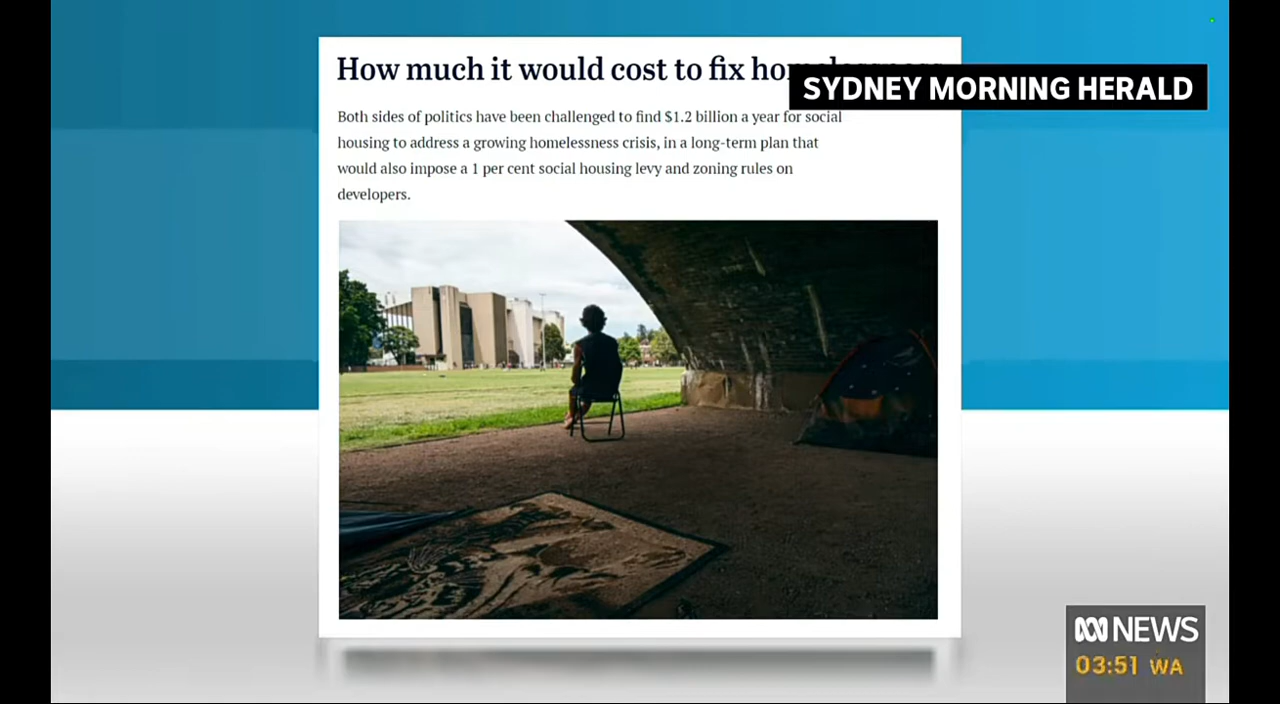 How much it would cost to fix
SYDNEY MORNING HERALD
Both sides of politics have been challenged to find $1.2 billion a year for social
housing to address a growing homelessness crisis, in a long-term plan that
would also impose a 1 per cent social housing levy and zoning rules on
developers.
NEWS
03:51 WA